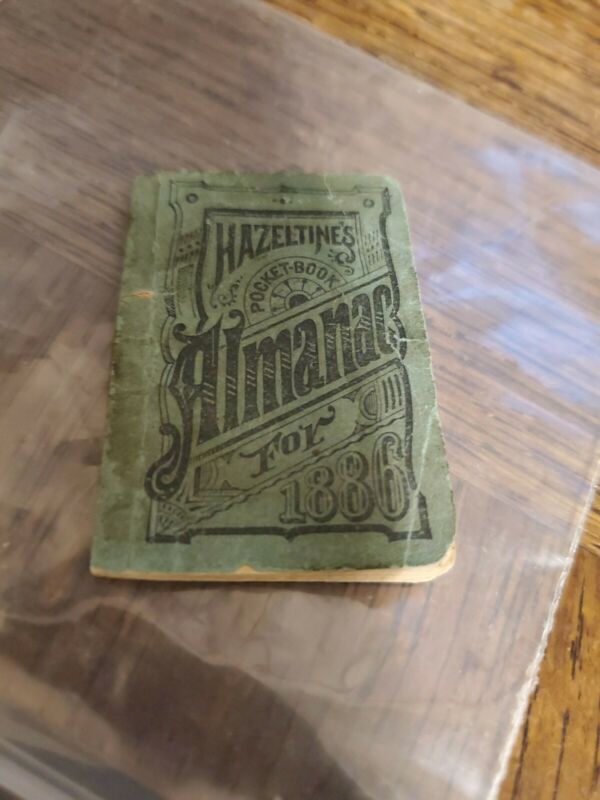 HAZELTINE'S
POCKET-BOOK
Almanac
For
1886